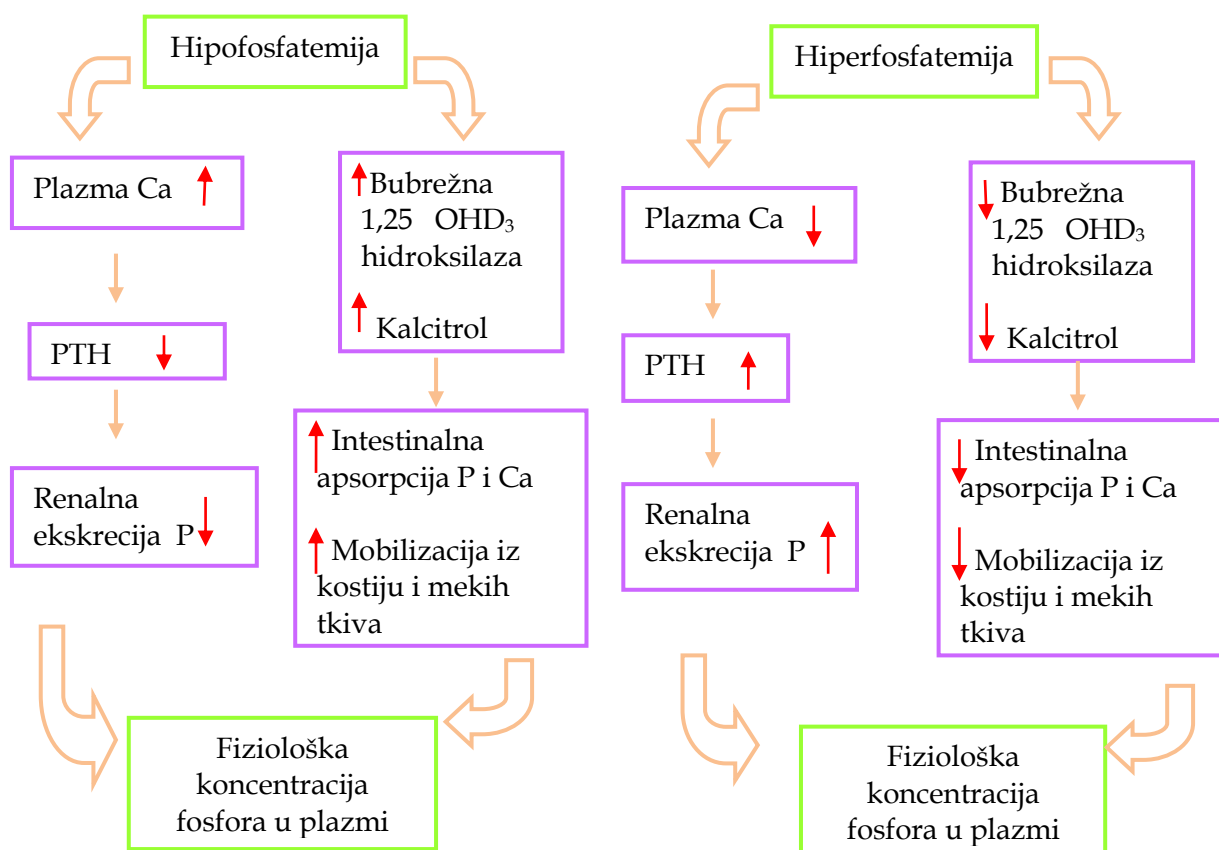 Hipofosfatemija
Plazma Ca
PTH
Renalna
ekskrecija P
Bubrežna
1,25 OHD₃
hidroksilaza
Kalcitrol
Intestinalna
apsorpcija P i Ca
Mobilizacija iz
kostiju i mekih
tkiva
Fiziološka
koncentracija
fosfora u plazmi
Hiperfosfatemija
Plazma Ca
PTH
Renalna
ekskrecija P
Bubrežna
1,25 OHD₃
hidroksilaza
Kalcitrol
Intestinalna
apsorpcija P i Ca
Mobilizacija iz
kostiju i mekih
tkiva
Fiziološka
koncentracija
fosfora u plazmi